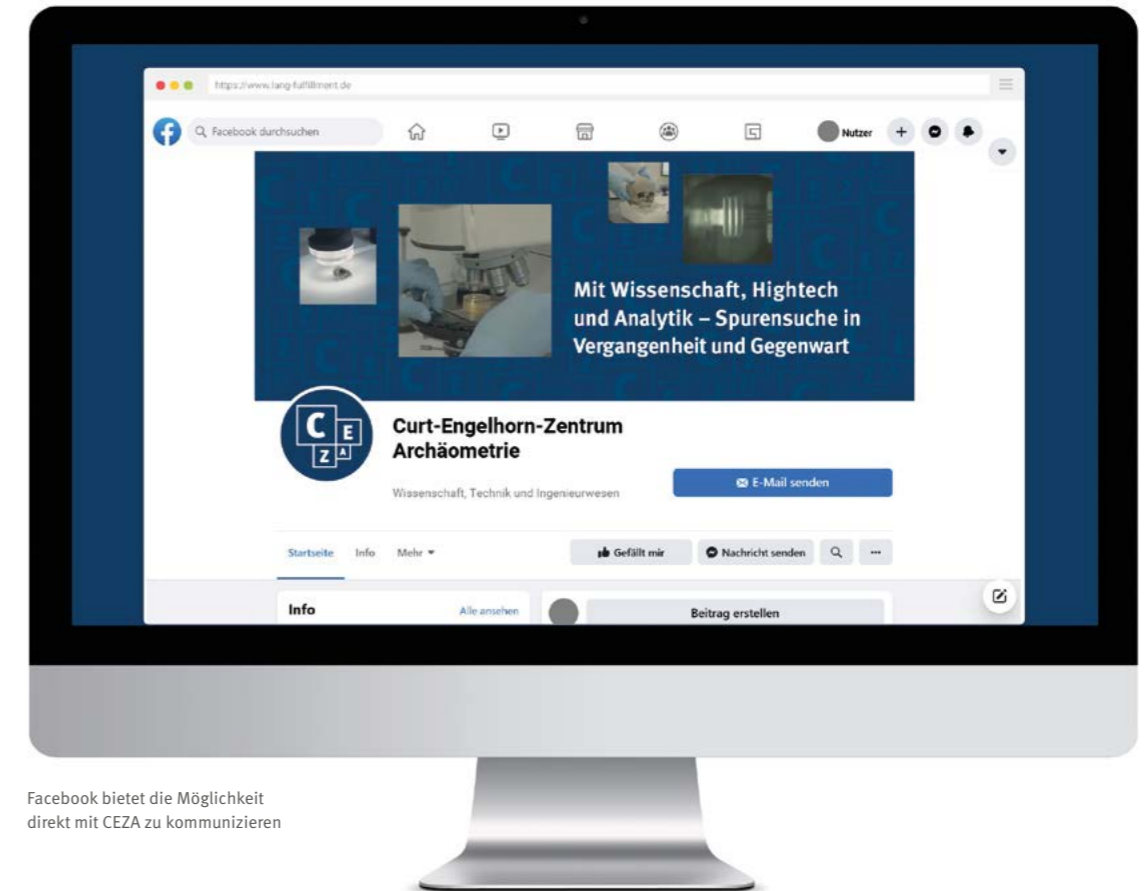 https://www.lang-fulfillment.de
Facebook durchsuchen
Nutzer
Mit Wissenschaft, Hightech
und Analytik – Spurensuche in
Vergangenheit und Gegenwart
C E
Z A
Curt-Engelhorn-Zentrum
Archäometrie
Wissenschaft, Technik und Ingenieurwesen
E-Mail senden
Startseite Info Mehr
Gefällt mir
Nachricht senden
Info
Alle ansehen
Beitrag erstellen
Facebook bietet die Möglichkeit
direkt mit CEZA zu kommunizieren